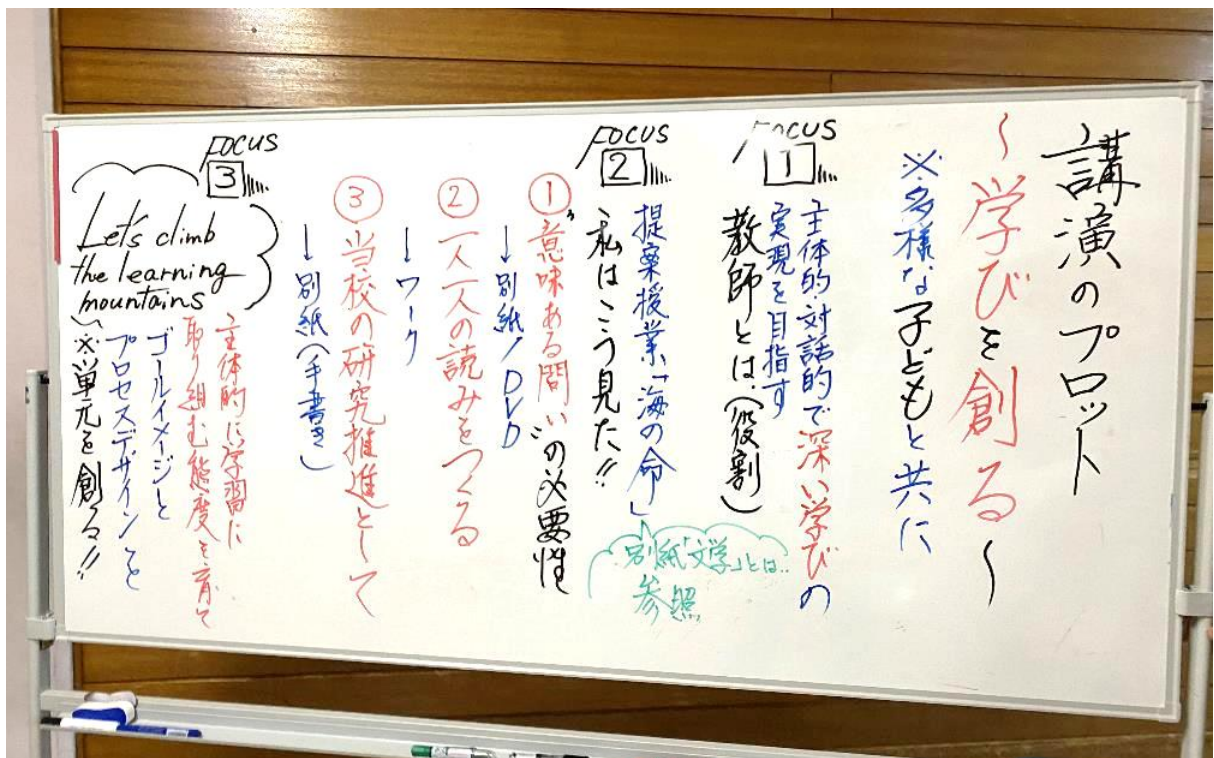 講演のプロット
～学びを創る～
※多様な子どもと共に
FOCUS
1
主体的・対話的で深い学びの
実現を目指す
教師とは、(役割)
FOCUS
2
提案授業「海の命」
私はこう見た!!
別紙「文学」とは..
参照
① "意味ある問い"の必要性
→別紙/DVD
② 一人一人の読みをつくる
→ワーク
③ 当校の研究推進として
→別紙(手書き)
FOCUS
3
Let's climb
the learning
mountains
主体的に学習に
取り組む態度を育て
ゴールイメージと
プロセスデザインを
※単元を創る!!